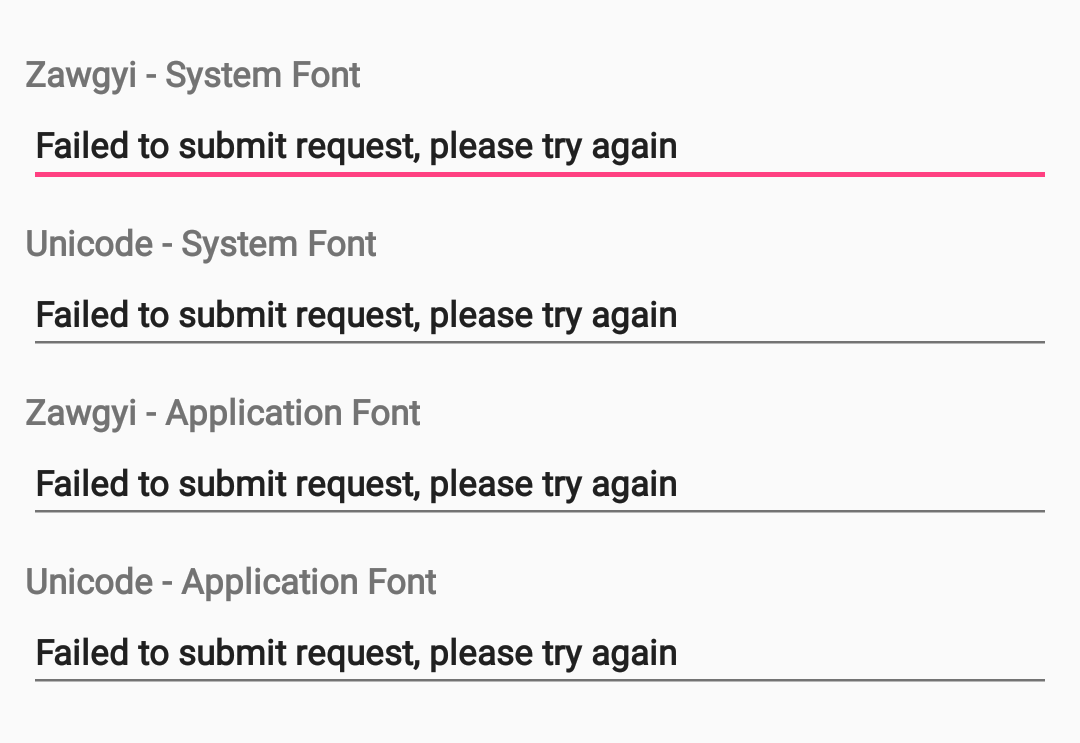 Zawgyi - System Font
Failed to submit request, please try again
Unicode - System Font
Failed to submit request, please try again
Zawgyi - Application Font
Failed to submit request, please try again
Unicode - Application Font
Failed to submit request, please try again